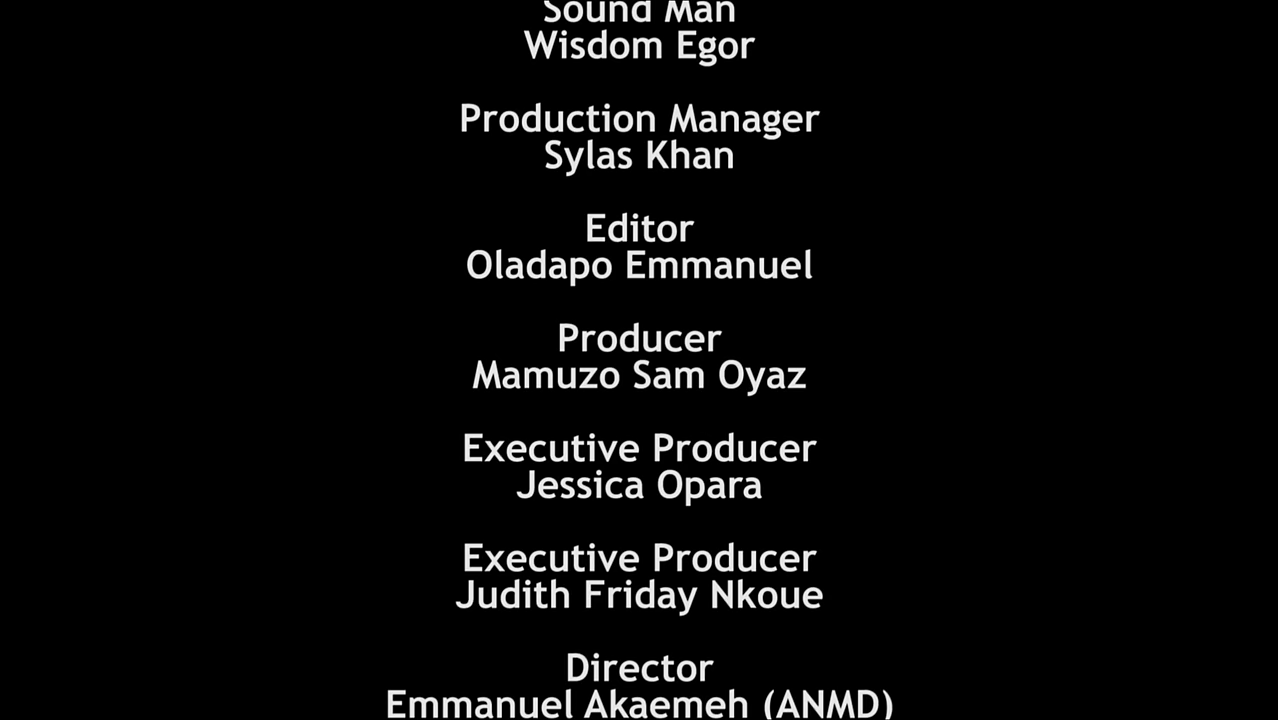 Sound Man
Wisdom Egor
Production Manager
Sylas Khan
Editor
Oladapo Emmanuel
Producer
Mamuzo Sam Oyaz
Executive Producer
Jessica Opara
Executive Producer
Judith Friday Nkoue
Director
Emmanuel Akaemeh (ANMD)